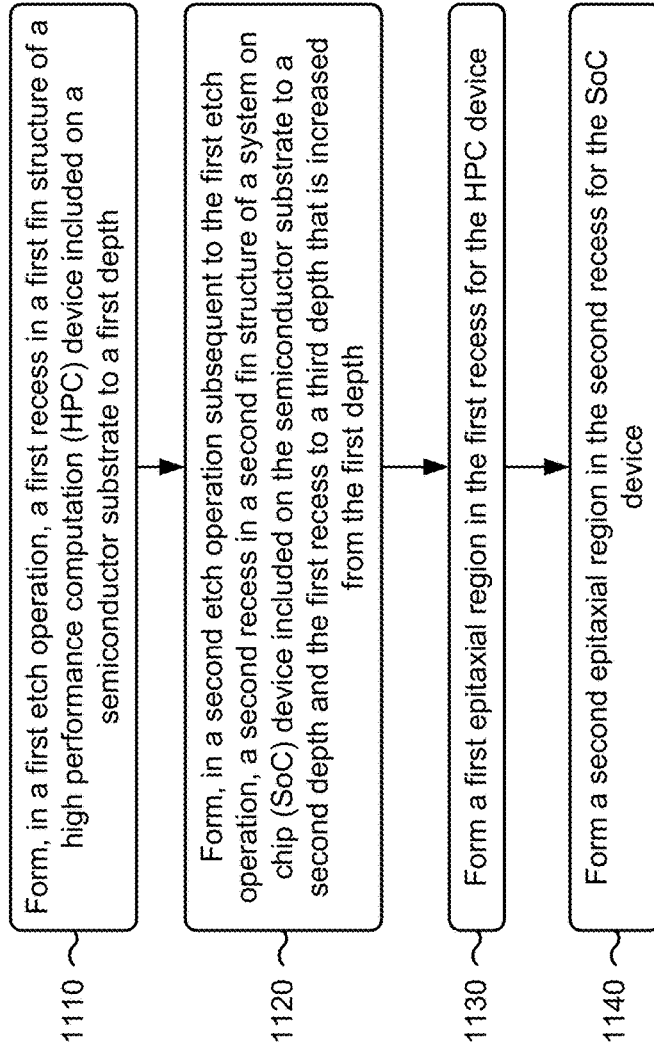 1110
Form, in a first etch operation, a first recess in a first fin structure of a
high performance computation (HPC) device included on a
semiconductor substrate to a first depth
1120
Form, in a second etch operation subsequent to the first etch
operation, a second recess in a second fin structure of a system on
chip (SoC) device included on the semiconductor substrate to a
second depth and the first recess to a third depth that is increased
from the first depth
1130
Form a first epitaxial region in the first recess for the HPC device
1140
Form a second epitaxial region in the second recess for the SoC
device